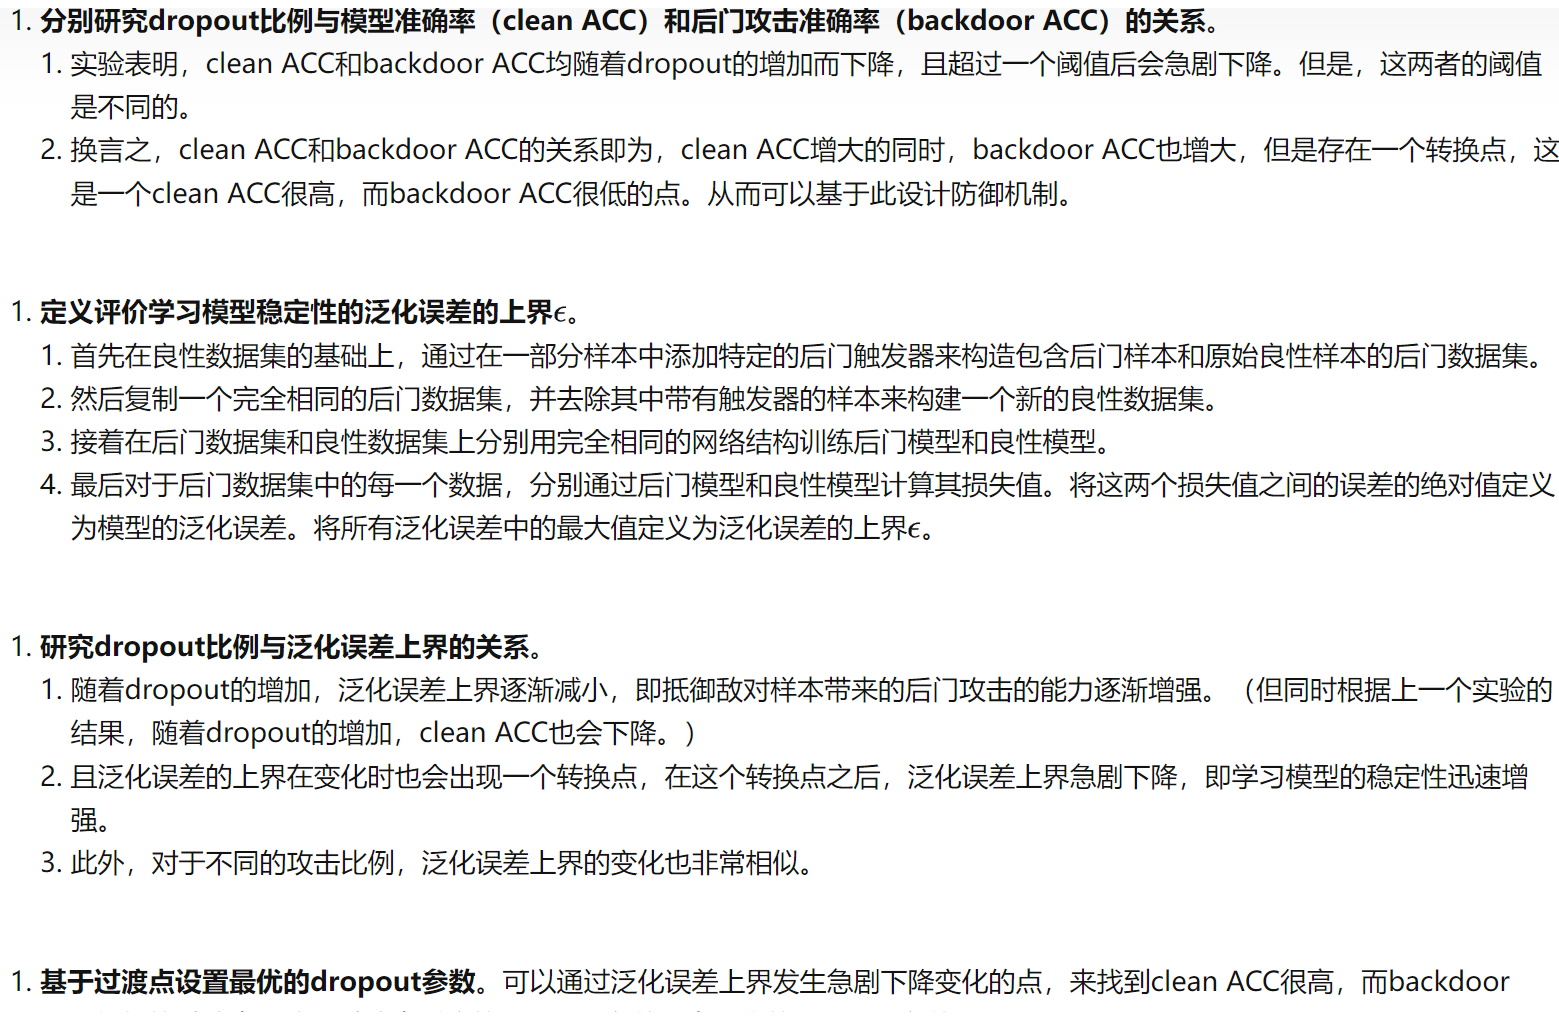 1. 分别研究dropout比例与模型准确率（clean ACC）和后门攻击准确率（backdoor ACC）的关系。
1. 实验表明，clean ACC和backdoor ACC均随着dropout的增加而下降，且超过一个阈值后会急剧下降。但是，这两者的阈值
是不同的。
2. 换言之，clean ACC和backdoor ACC的关系即为，clean ACC增大的同时，backdoor ACC也增大，但是存在一个转换点，这
是一个clean ACC很高，而backdoor ACC很低的点。从而可以基于此设计防御机制。
1. 定义评价学习模型稳定性的泛化误差的上界ϵ。
1. 首先在良性数据集的基础上，通过在一部分样本中添加特定的后门触发器来构造包含后门样本和原始良性样本的后门数据集。
2. 然后复制一个完全相同的后门数据集，并去除其中带有触发器的样本来构建一个新的良性数据集。
3. 接着在后门数据集和良性数据集上分别用完全相同的网络结构训练后门模型和良性模型。
4. 最后对于后门数据集中的每一个数据，分别通过后门模型和良性模型计算其损失值。将这两个损失值之间的误差的绝对值定义
为模型的泛化误差。将所有泛化误差中的最大值定义为泛化误差的上界ϵ。
1. 研究dropout比例与泛化误差上界的关系。
1. 随着dropout的增加，泛化误差上界逐渐减小，即抵御敌对样本带来的后门攻击的能力逐渐增强。（但同时根据上一个实验的
结果，随着dropout的增加，clean ACC也会下降。）
2. 且泛化误差的上界在变化时也会出现一个转换点，在这个转换点之后，泛化误差上界急剧下降，即学习模型的稳定性迅速增
强。
3. 此外，对于不同的攻击比例，泛化误差上界的变化也非常相似。
1. 基于过渡点设置最优的dropout参数。可以通过泛化误差上界发生急剧下降变化的点，来找到clean ACC很高，而backdoor